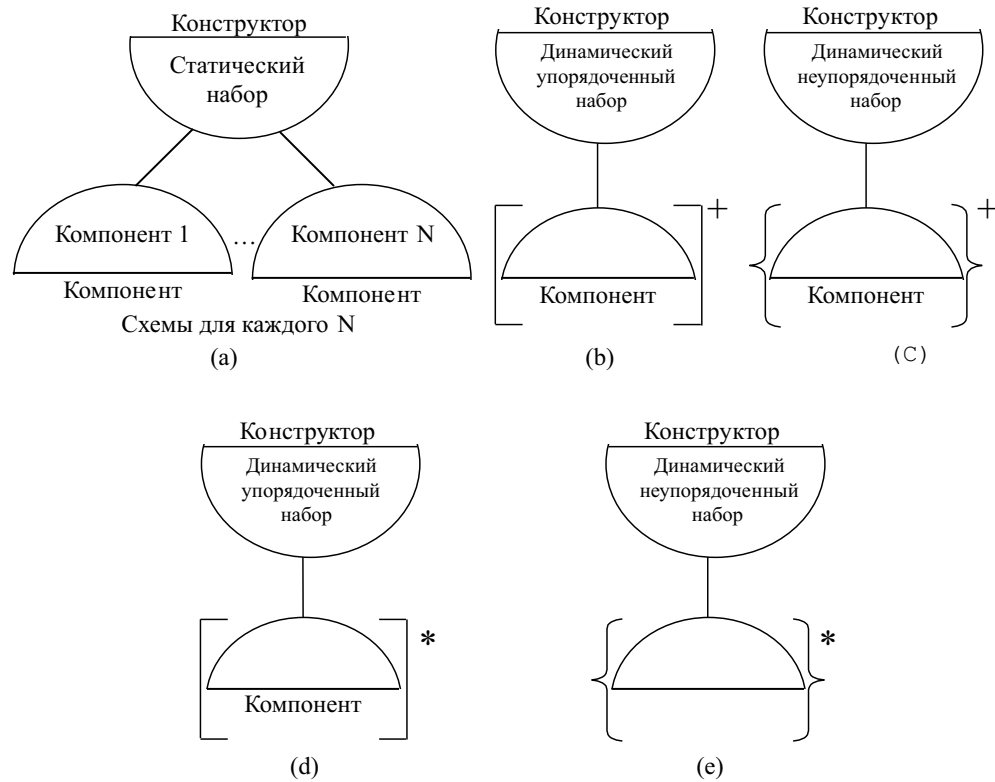 Конструктор
Статический
набор
Компонент 1
...
Компонент N
Компонент
Компонент
Схемы для каждого N
(a)
Конструктор
Динамический
упорядоченный
набор
+
Компонент
(b)
Конструктор
Динамический
неупорядоченный
набор
+
Компонент
(C)
Конструктор
Динамический
упорядоченный
набор
*
Компонент
(d)
Конструктор
Динамический
неупорядоченный
набор
*
(e)